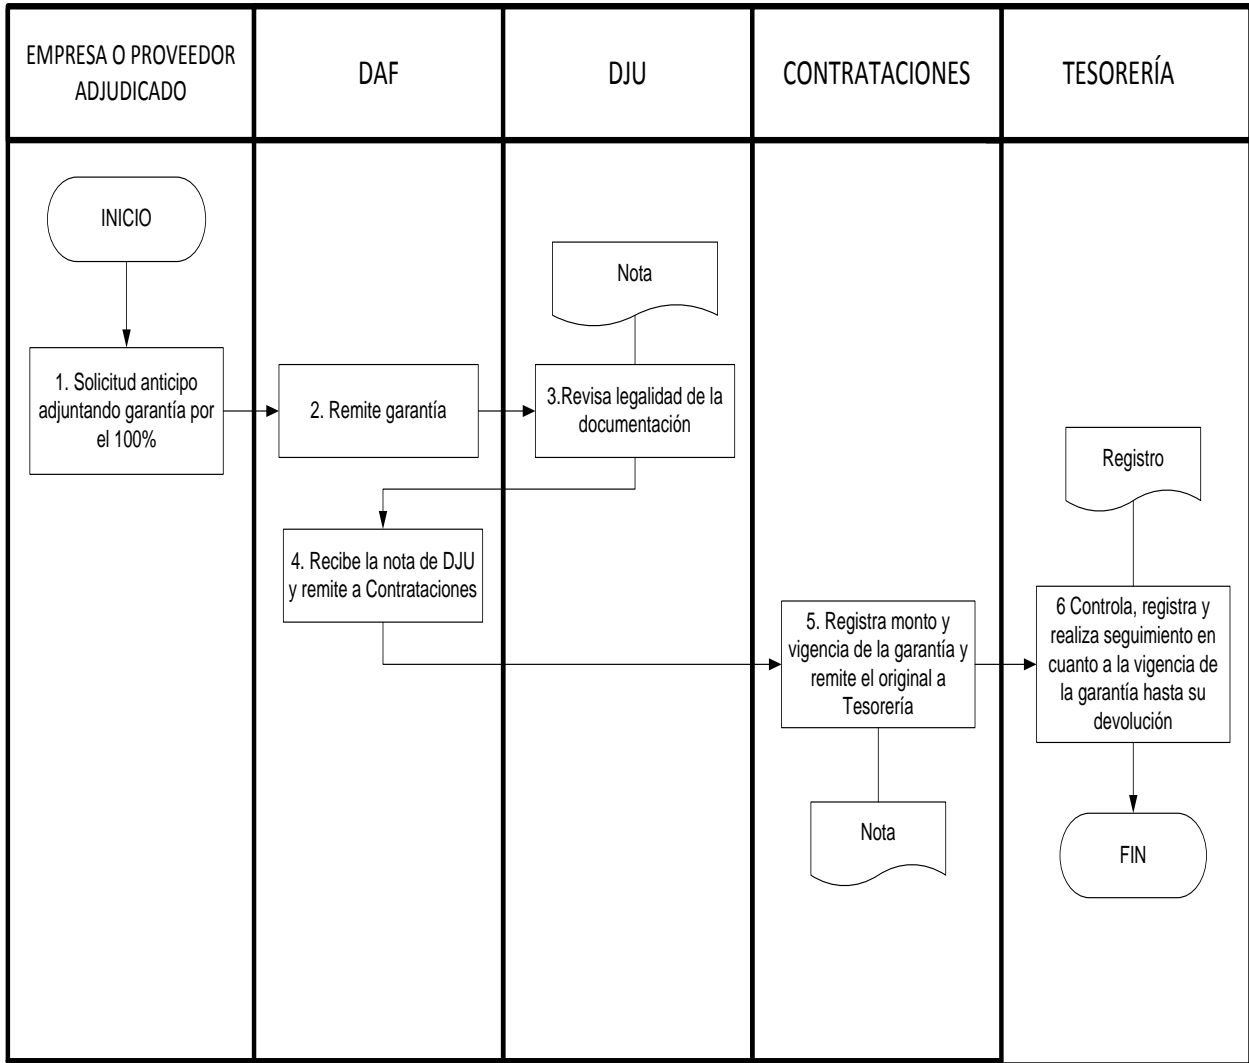 EMPRESA O PROVEEDOR
ADJUDICADO
DAF
DJU
CONTRATACIONES
TESORERÍA
INICIO
Nota
1. Solicitud anticipo
adjuntando garantía por
el 100%
2. Remite garantía
3.Revisa legalidad de la
documentación
Registro
4. Recibe la nota de DJU
y remite a Contrataciones
5. Registra monto y
vigencia de la garantía y
remite el original a
Tesorería
6 Controla, registra y
realiza seguimiento en
cuanto a la vigencia de
la garantía hasta su
devolución
Nota
FIN